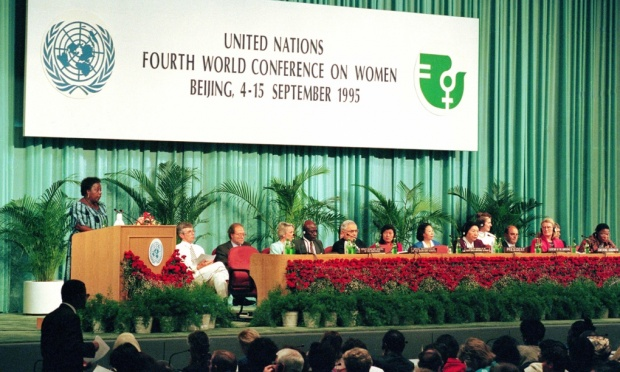 UNITED NATIONS
FOURTH WORLD CONFERENCE ON WOMEN
BEIJING, 4-15 SEPTEMBER 1995